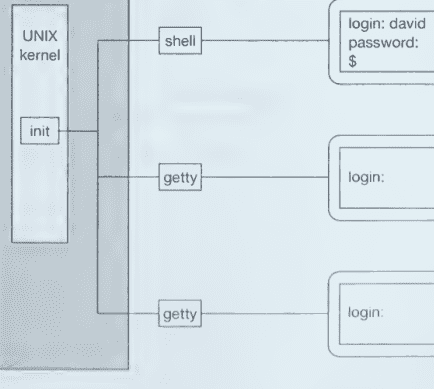 UNIX
kernel
init
shell
getty
getty
login: david
password:
$
login:
login: